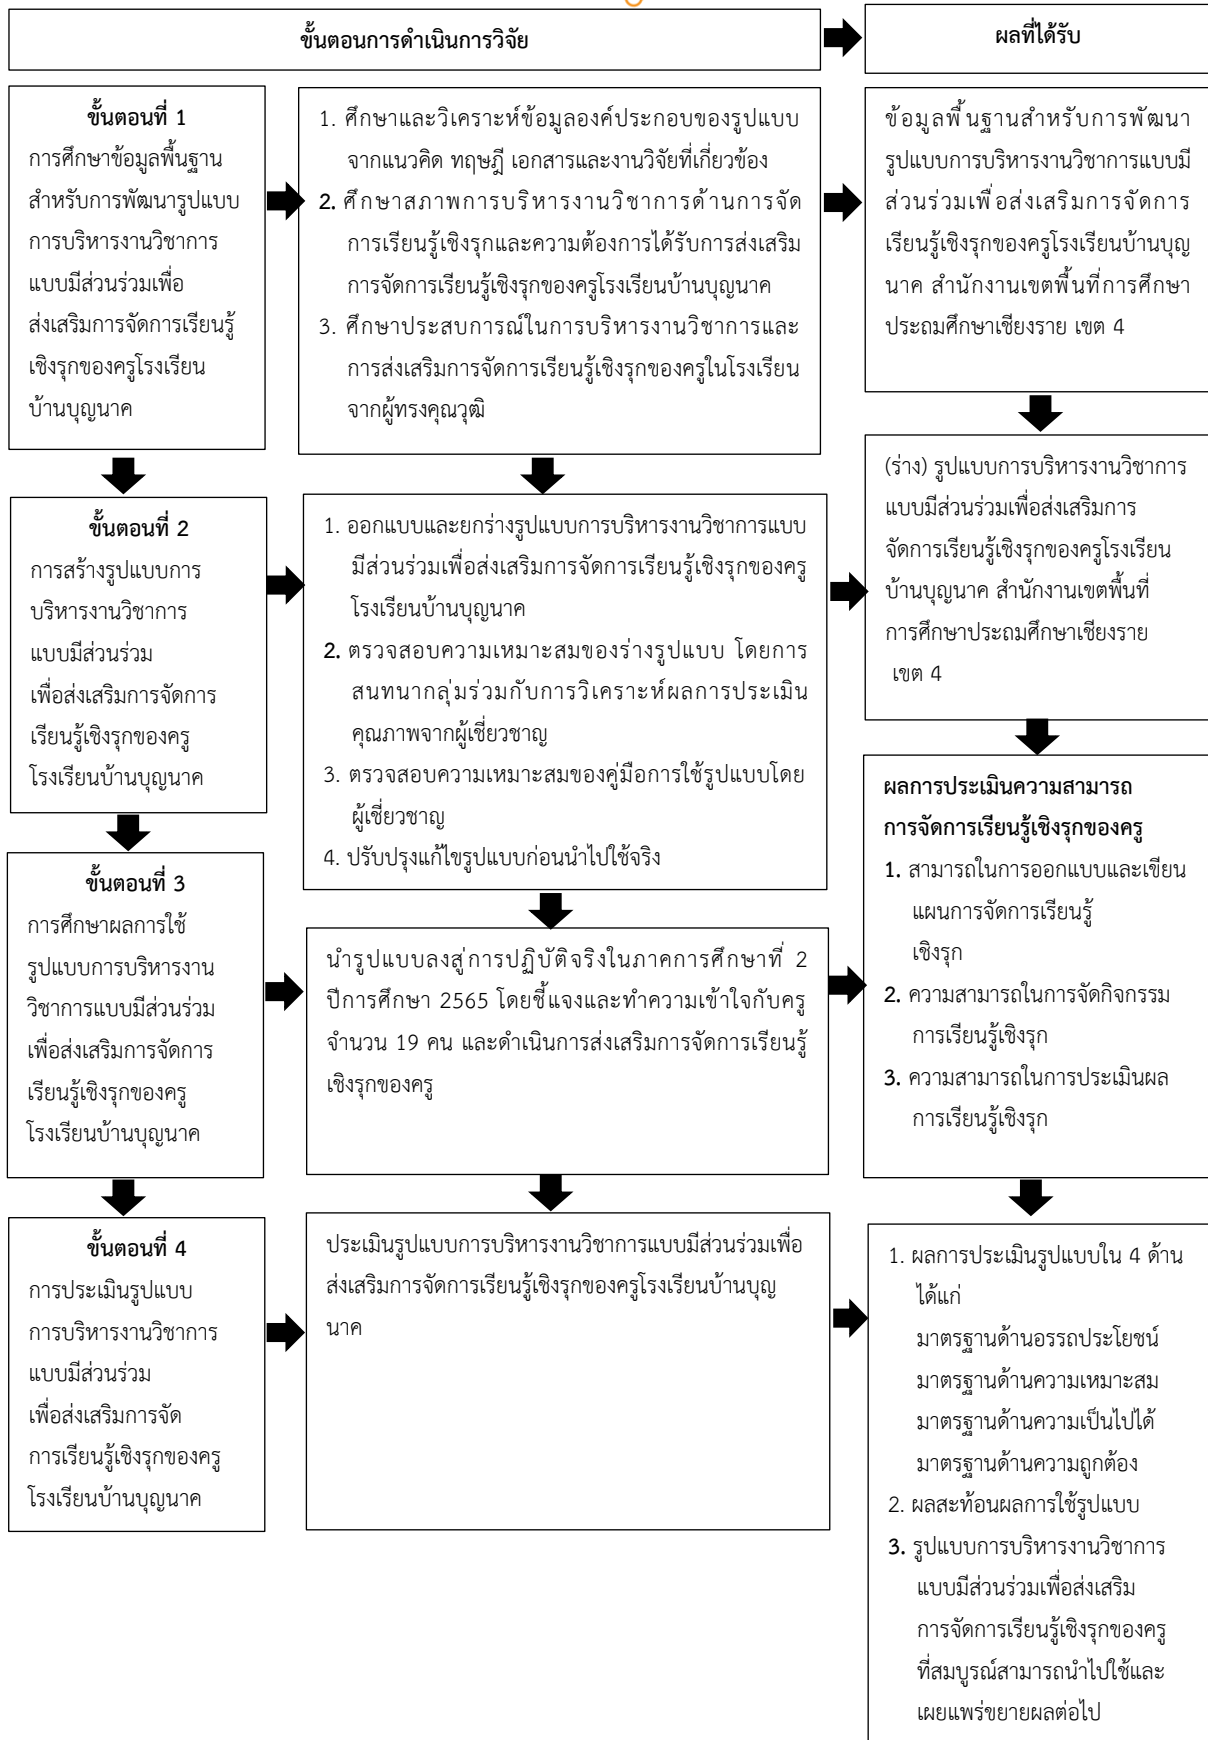 ขั้นตอนการดำเนินการวิจัย
ผลที่ได้รับ
ขั้นตอนที่ 1
การศึกษาข้อมูลพื้นฐาน
สำหรับการพัฒนารูปแบบ
การบริหารงานวิชาการ
แบบมีส่วนร่วมเพื่อ
ส่งเสริมการจัดการเรียนรู้
เชิงรุกของครูโรงเรียน
บ้านบุญนาค
1. ศึกษาและวิเคราะห์ข้อมูลองค์ประกอบของรูปแบบ
จากแนวคิด ทฤษฎี เอกสารและงานวิจัยที่เกี่ยวข้อง
2. ศึกษาสภาพการบริหารงานวิชาการด้านการจัด
การเรียนรู้เชิงรุกและความต้องการได้รับการส่งเสริม
การจัดการเรียนรู้เชิงรุกของครูโรงเรียนบ้านบุญนาค
3. ศึกษาประสบการณ์ในการบริหารงานวิชาการและ
การส่งเสริมการจัดการเรียนรู้เชิงรุกของครูในโรงเรียน
จากผู้ทรงคุณวุฒิ
ข้อมูลพื้นฐานสำหรับการพัฒนา
รูปแบบการบริหารงานวิชาการแบบมี
ส่วนร่วมเพื่อส่งเสริมการจัดการ
เรียนรู้เชิงรุกของครูโรงเรียนบ้านบุญ
นาค สำนักงานเขตพื้นที่การศึกษา
ประถมศึกษาเชียงราย เขต 4
ขั้นตอนที่ 2
การสร้างรูปแบบการ
บริหารงานวิชาการ
แบบมีส่วนร่วม
เพื่อส่งเสริมการจัดการ
เรียนรู้เชิงรุกของครู
โรงเรียนบ้านบุญนาค
1. ออกแบบและยกร่างรูปแบบการบริหารงานวิชาการแบบ
มีส่วนร่วมเพื่อส่งเสริมการจัดการเรียนรู้เชิงรุกของครู
โรงเรียนบ้านบุญนาค
2. ตรวจสอบความเหมาะสมของร่างรูปแบบ โดยการ
สนทนากลุ่มร่วมกับการวิเคราะห์ผลการประเมิน
คุณภาพจากผู้เชี่ยวชาญ
3. ตรวจสอบความเหมาะสมของคู่มือการใช้รูปแบบโดย
ผู้เชี่ยวชาญ
4. ปรับปรุงแก้ไขรูปแบบก่อนนำไปใช้จริง
(ร่าง) รูปแบบการบริหารงานวิชาการ
แบบมีส่วนร่วมเพื่อส่งเสริมการ
จัดการเรียนรู้เชิงรุกของครูโรงเรียน
บ้านบุญนาค สำนักงานเขตพื้นที่
การศึกษาประถมศึกษาเชียงราย
เขต 4
ขั้นตอนที่ 3
การศึกษาผลการใช้
รูปแบบการบริหารงาน
วิชาการแบบมีส่วนร่วม
เพื่อส่งเสริมการจัดการ
เรียนรู้เชิงรุกของครู
โรงเรียนบ้านบุญนาค
นำรูปแบบลงสู่การปฏิบัติจริงในภาคการศึกษาที่ 2
ปีการศึกษา 2565 โดยชี้แจงและทำความเข้าใจกับครู
จำนวน 19 คน และดำเนินการส่งเสริมการจัดการเรียนรู้
เชิงรุกของครู
ผลการประเมินความสามารถ
การจัดการเรียนรู้เชิงรุกของครู
1. สามารถในการออกแบบและเขียน
แผนการจัดการเรียนรู้
เชิงรุก
2. ความสามารถในการจัดกิจกรรม
การเรียนรู้เชิงรุก
3. ความสามารถในการประเมินผล
การเรียนรู้เชิงรุก
ขั้นตอนที่ 4
การประเมินรูปแบบ
การบริหารงานวิชาการ
แบบมีส่วนร่วม
เพื่อส่งเสริมการจัด
การเรียนรู้เชิงรุกของครู
โรงเรียนบ้านบุญนาค
ประเมินรูปแบบการบริหารงานวิชาการแบบมีส่วนร่วมเพื่อ
ส่งเสริมการจัดการเรียนรู้เชิงรุกของครูโรงเรียนบ้านบุญ
นาค
1. ผลการประเมินรูปแบบใน 4 ด้าน
ได้แก่
มาตรฐานด้านอรรถประโยชน์
มาตรฐานด้านความเหมาะสม
มาตรฐานด้านความเป็นไปได้
มาตรฐานด้านความถูกต้อง
2. ผลสะท้อนผลการใช้รูปแบบ
3. รูปแบบการบริหารงานวิชาการ
แบบมีส่วนร่วมเพื่อส่งเสริม
การจัดการเรียนรู้เชิงรุกของครู
ที่สมบูรณ์สามารถนำไปใช้และ
เผยแพร่ขยายผลต่อไป